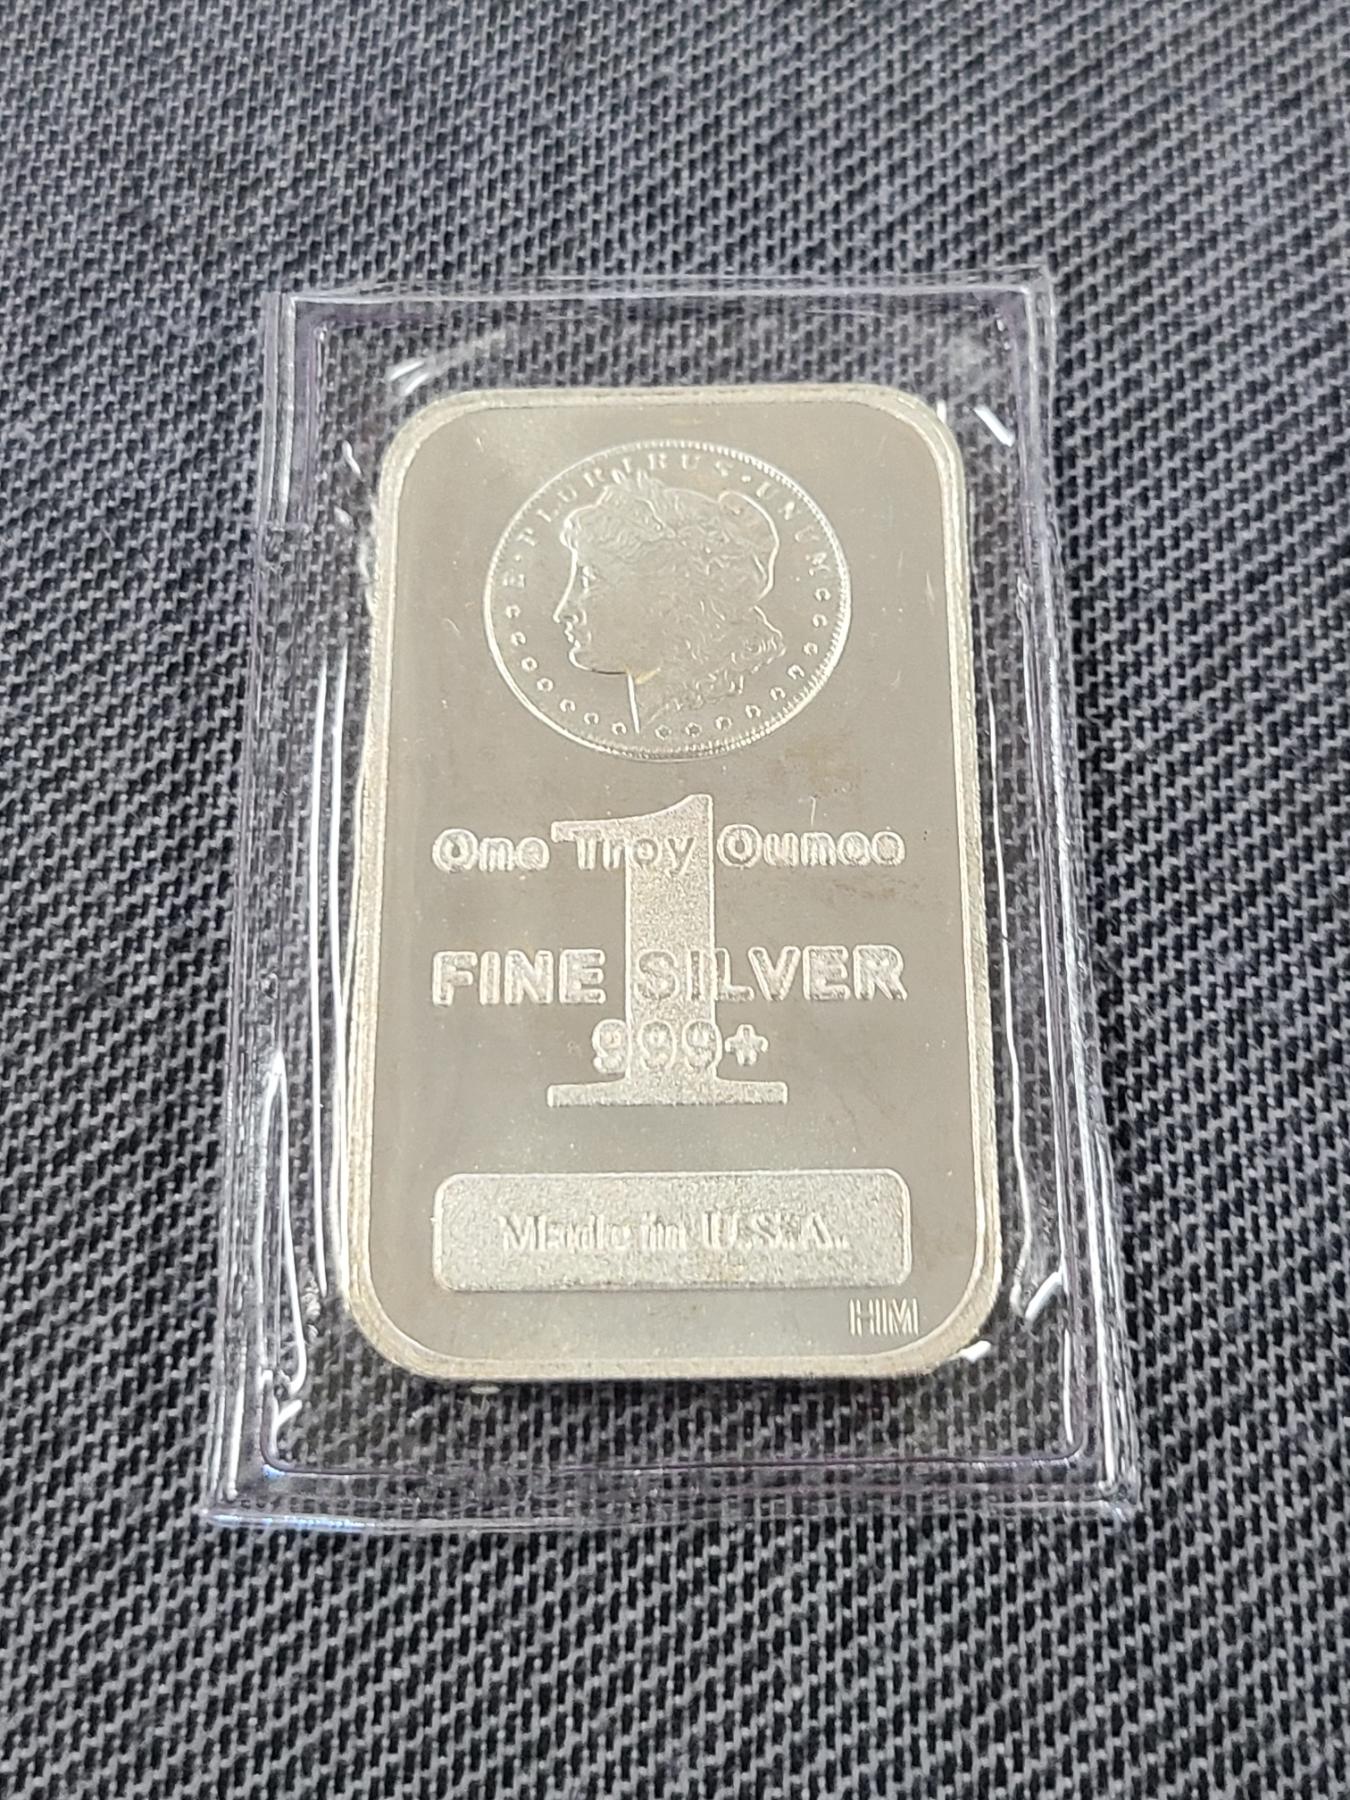 E·PLURIBUS·UNUM
One Troy Ounce
1
FINE SILVER
999+
Made in U.S.A.
HM